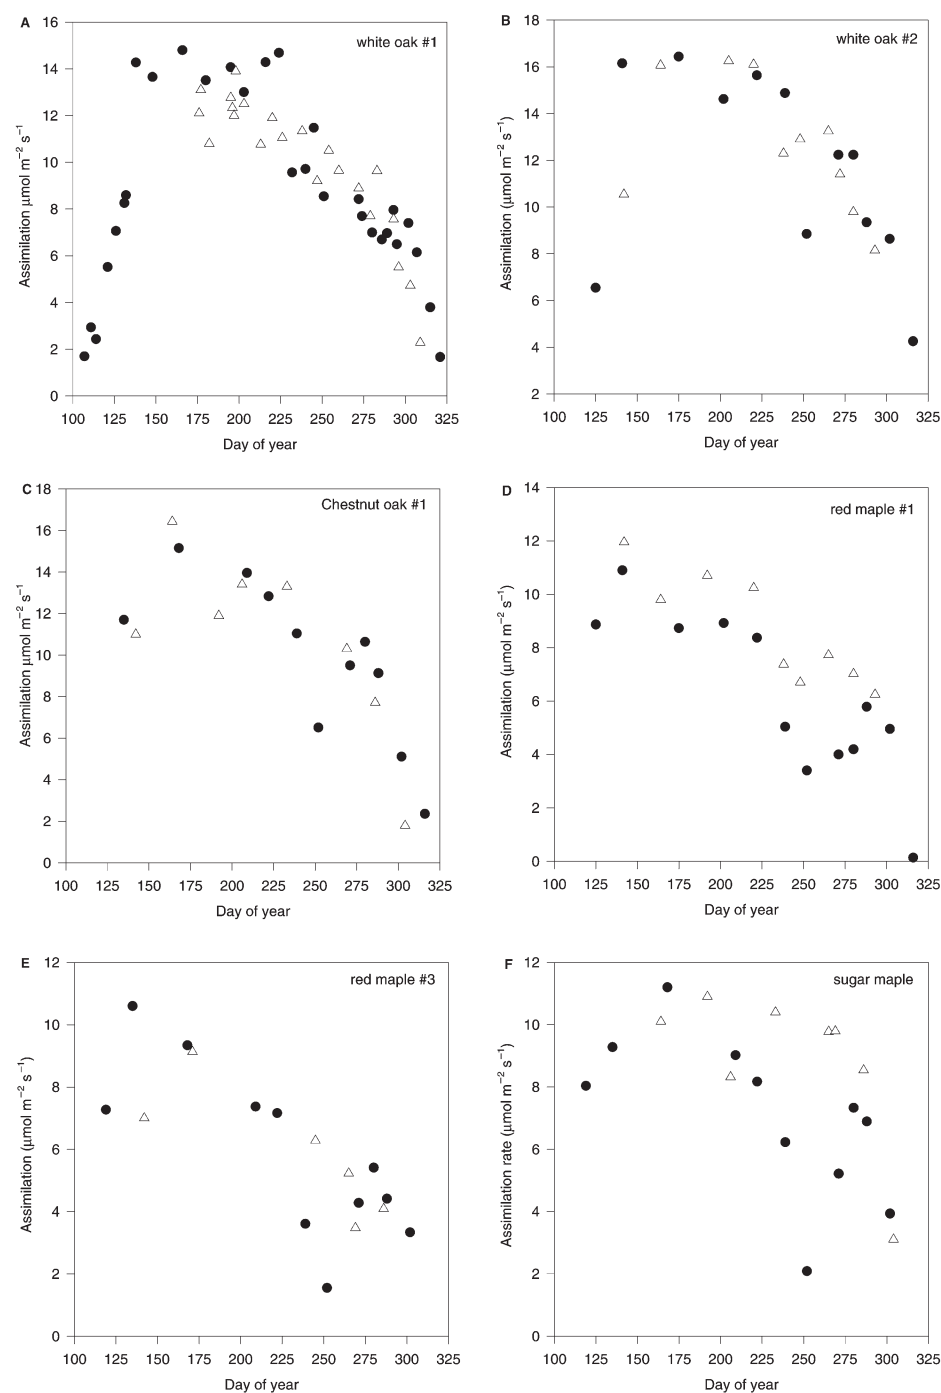 A
white oak #1
Assimilation μmol m−2 s−1
16
14
12
10
8
6
4
2
0
100 125 150 175 200 225 250 275 300 325
Day of year
B
white oak #2
Assimilation (μmol m−2 s−1)
18
16
14
12
10
8
6
4
2
100 125 150 175 200 225 250 275 300 325
Day of year
C
Chestnut oak #1
Assimilation μmol m−2 s−1
18
16
14
12
10
8
6
4
2
0
100 125 150 175 200 225 250 275 300 325
Day of year
D
red maple #1
Assimilation (μmol m−2 s−1)
14
12
10
8
6
4
2
0
100 125 150 175 200 225 250 275 300 325
Day of year
E
red maple #3
Assimilation (μmol m−2 s−1)
12
10
8
6
4
2
0
100 125 150 175 200 225 250 275 300 325
Day of year
F
sugar maple
Assimilation rate (μmol m−2 s−1)
12
10
8
6
4
2
0
100 125 150 175 200 225 250 275 300 325
Day of year